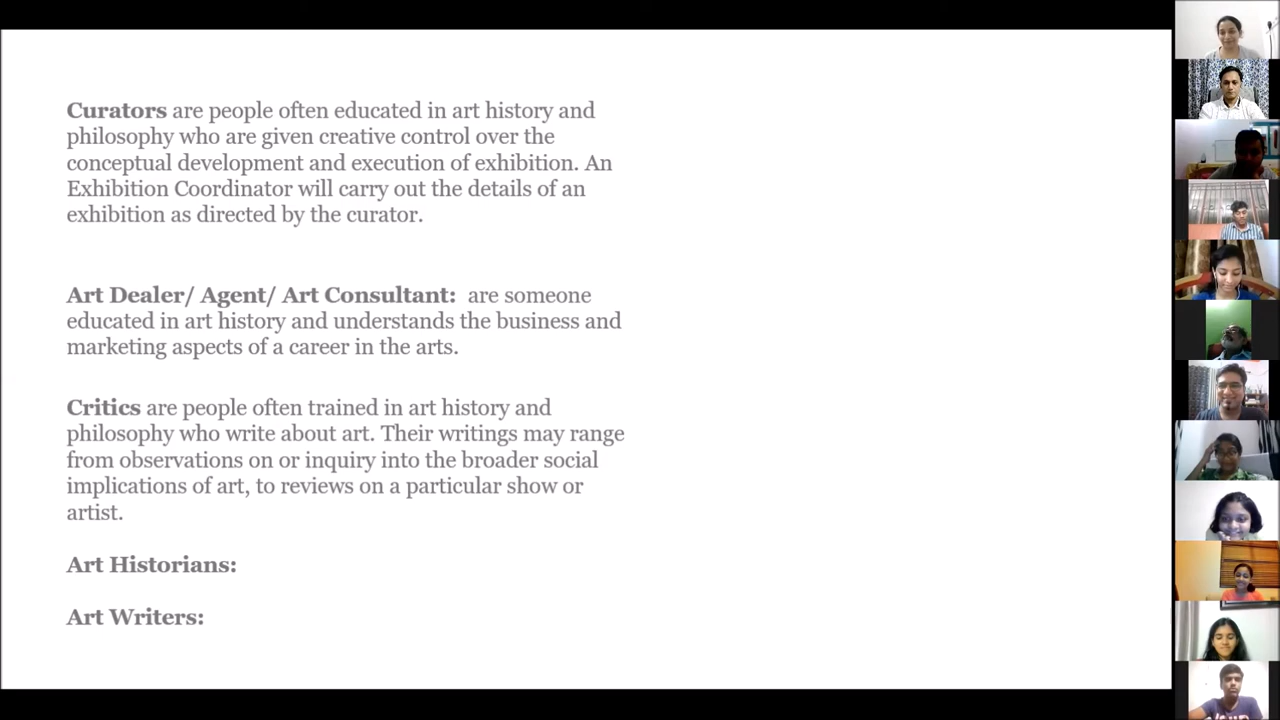 Curators are people often educated in art history and
philosophy who are given creative control over the
conceptual development and execution of exhibition. An
Exhibition Coordinator will carry out the details of an
exhibition as directed by the curator.
Art Dealer/ Agent/ Art Consultant: are someone
educated in art history and understands the business and
marketing aspects of a career in the arts.
Critics are people often trained in art history and
philosophy who write about art. Their writings may range
from observations on or inquiry into the broader social
implications of art, to reviews on a particular show or
artist.
Art Historians:
Art Writers: